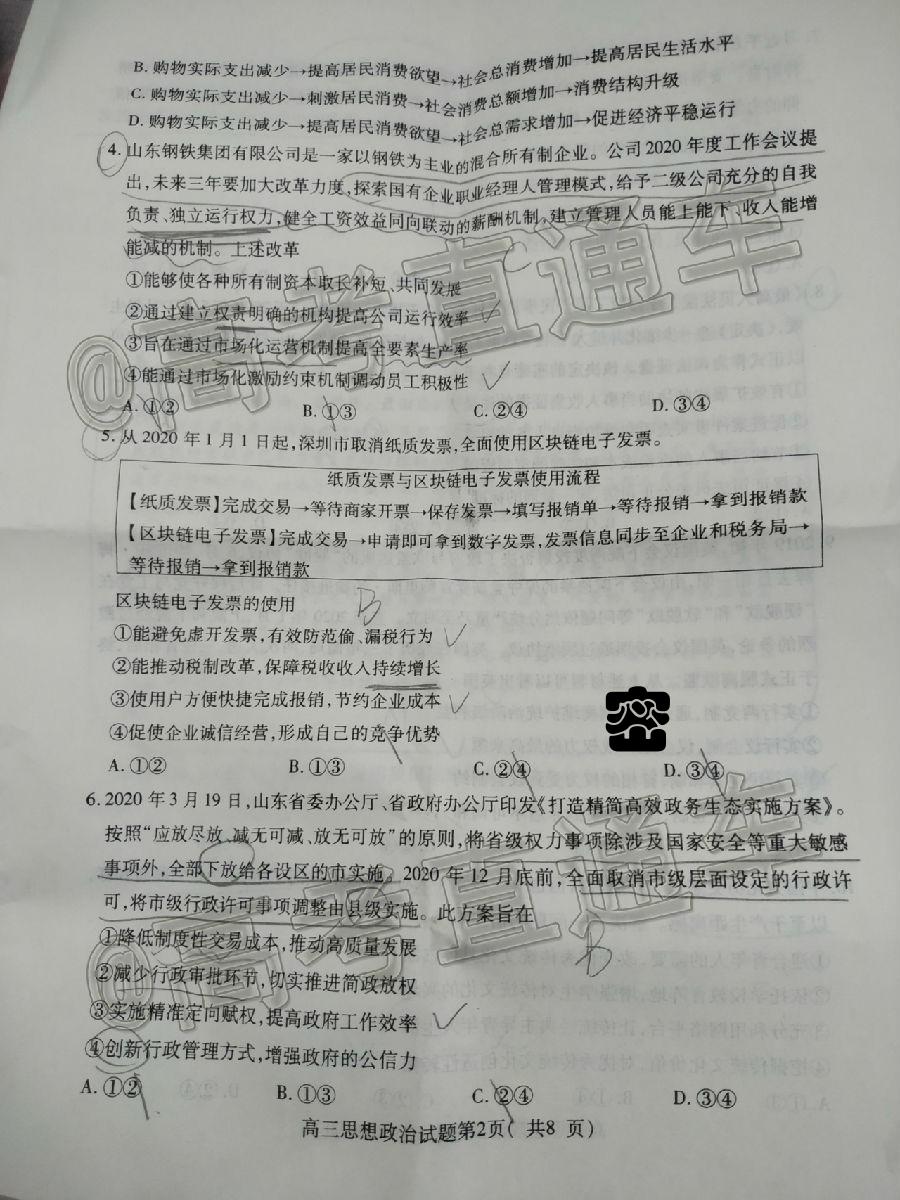 B. 购物实际支出减少→提高居民消费欲望→社会总消费增加→提高居民生活水平
C. 购物实际支出减少→刺激居民消费→社会消费总额增加→消费结构升级
D. 购物实际支出减少→提高居民消费欲望→社会总需求增加→促进经济平稳运行
4. 山东钢铁集团有限公司是一家以钢铁为主业的混合所有制企业。公司2020年度工作会议提
出,未来三年要加大改革力度,探索国有企业职业经理人管理模式,给予二级公司充分的自我
负责、独立运行权力,健全工资效益同向联动的薪酬机制,建立管理人员能上能下、收入能增
能减的机制。上述改革
①能够使各种所有制资本取长补短、共同发展
②通过建立权责明确的机构提高公司运行效率
③旨在通过市场化运营机制提高全要素生产率
④能通过市场化激励约束机制调动员工积极性
A. ①② B. ①③ C. ②④ D. ③④
5. 从2020年1月1日起,深圳市取消纸质发票,全面使用区块链电子发票。
纸质发票与区块链电子发票使用流程
【纸质发票】完成交易→等待商家开票→保存发票→填写报销单→等待报销→拿到报销款
【区块链电子发票】完成交易→申请即可拿到数字发票,发票信息同步至企业和税务局→
等待报销→拿到报销款
区块链电子发票的使用 B
①能避免虚开发票,有效防范偷、漏税行为
②能推动税制改革,保障税收收入持续增长
③使用户方便快捷完成报销,节约企业成本
④促使企业诚信经营,形成自己的竞争优势
A. ①② B. ①③ C. ②④ D. ③④
6. 2020年3月19日,山东省委办公厅、省政府办公厅印发《打造精简高效政务生态实施方案》。
按照“应放尽放、减无可减、放无可放”的原则,将省级权力事项除涉及国家安全等重大敏感
事项外,全部下放给各设区的市实施。2020年12月底前,全面取消市级层面设定的行政许
可,将市级行政许可事项调整由县级实施。此方案旨在
①降低制度性交易成本,推动高质量发展
B
②减少行政审批环节,切实推进简政放权
③实施精准定向赋权,提高政府工作效率
④创新行政管理方式,增强政府的公信力
A. ①② B. ①③ C. ②④ D. ③④
高三思想政治试题第2页( 共8 页)
@高考直通车
@高考直通车